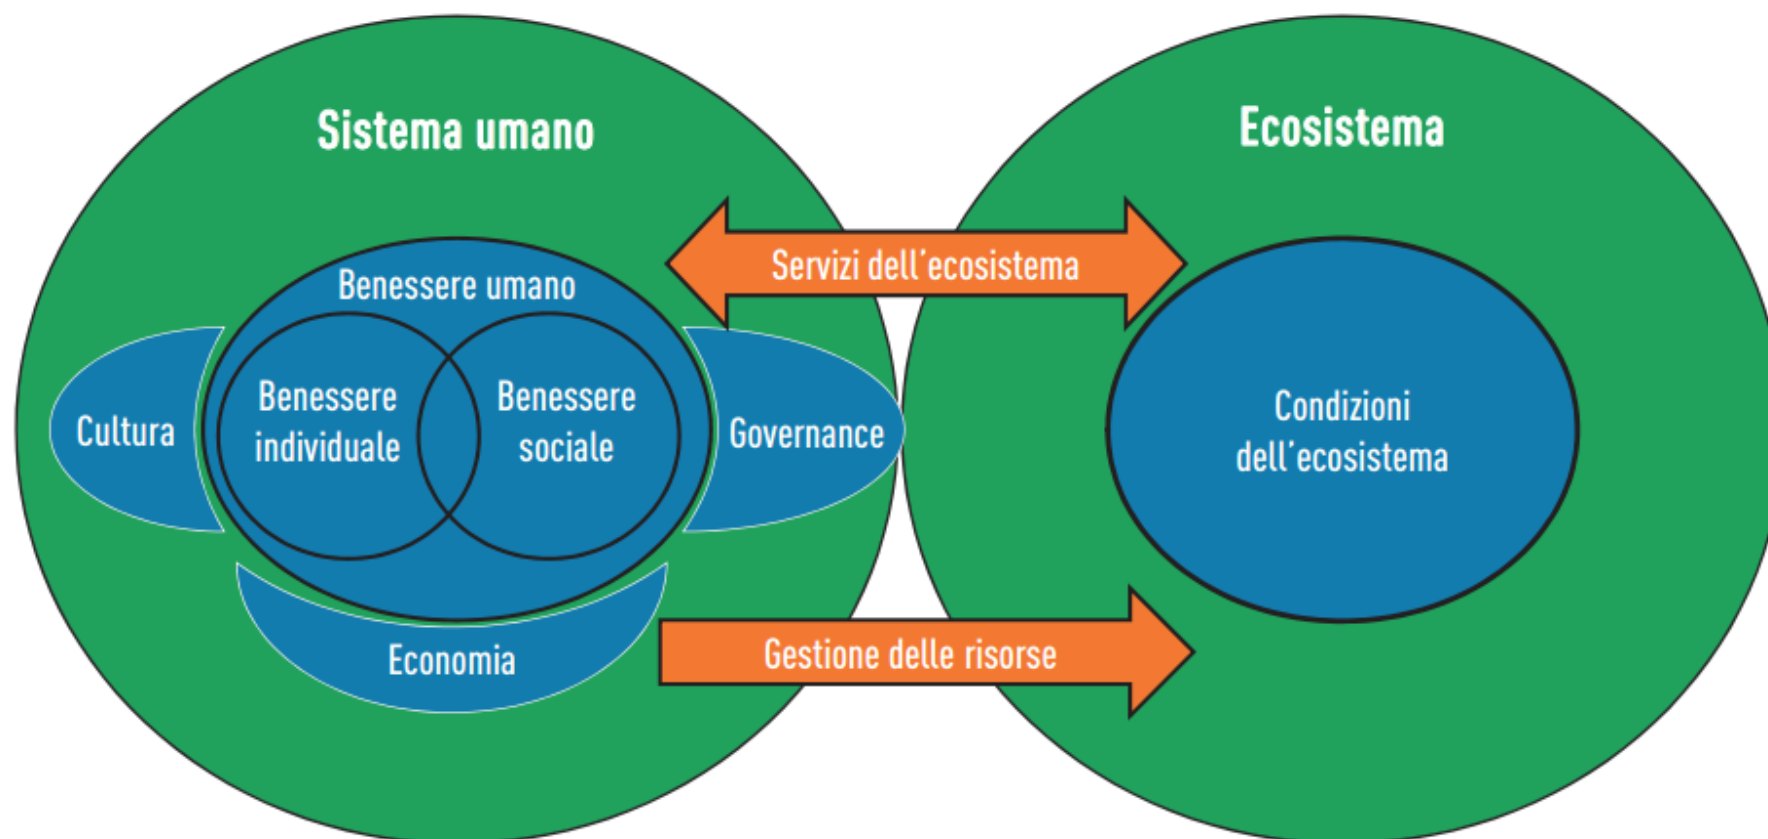 Sistema umano
Ecosistema
Servizi dell'ecosistema
Benessere umano
Benessere
individuale
Benessere
sociale
Cultura
Governance
Condizioni
dell'ecosistema
Economia
Gestione delle risorse